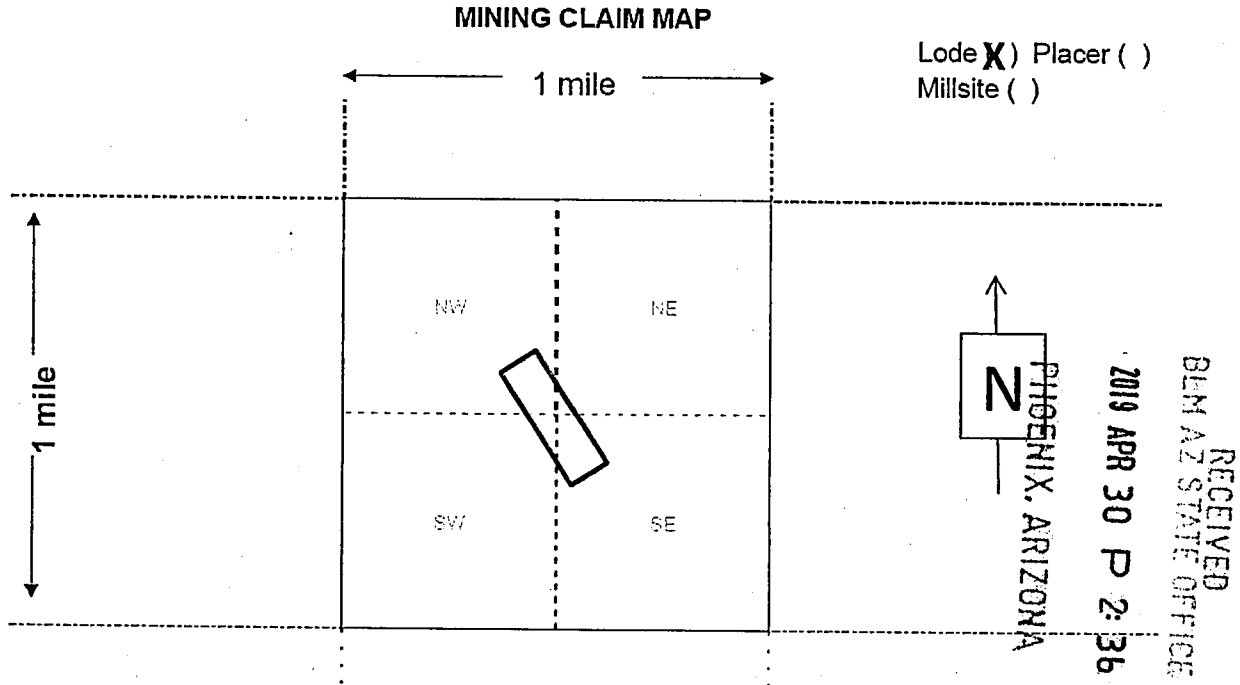 MINING CLAIM MAP
Lode X) Placer ( )
Millsite ( )
1 mile
1 mile
NW
NE
SW
SE
N
RECEIVED
BLM AZ STATE OFFICE
2019 APR 30 P 2:36
PHOENIX, ARIZONA